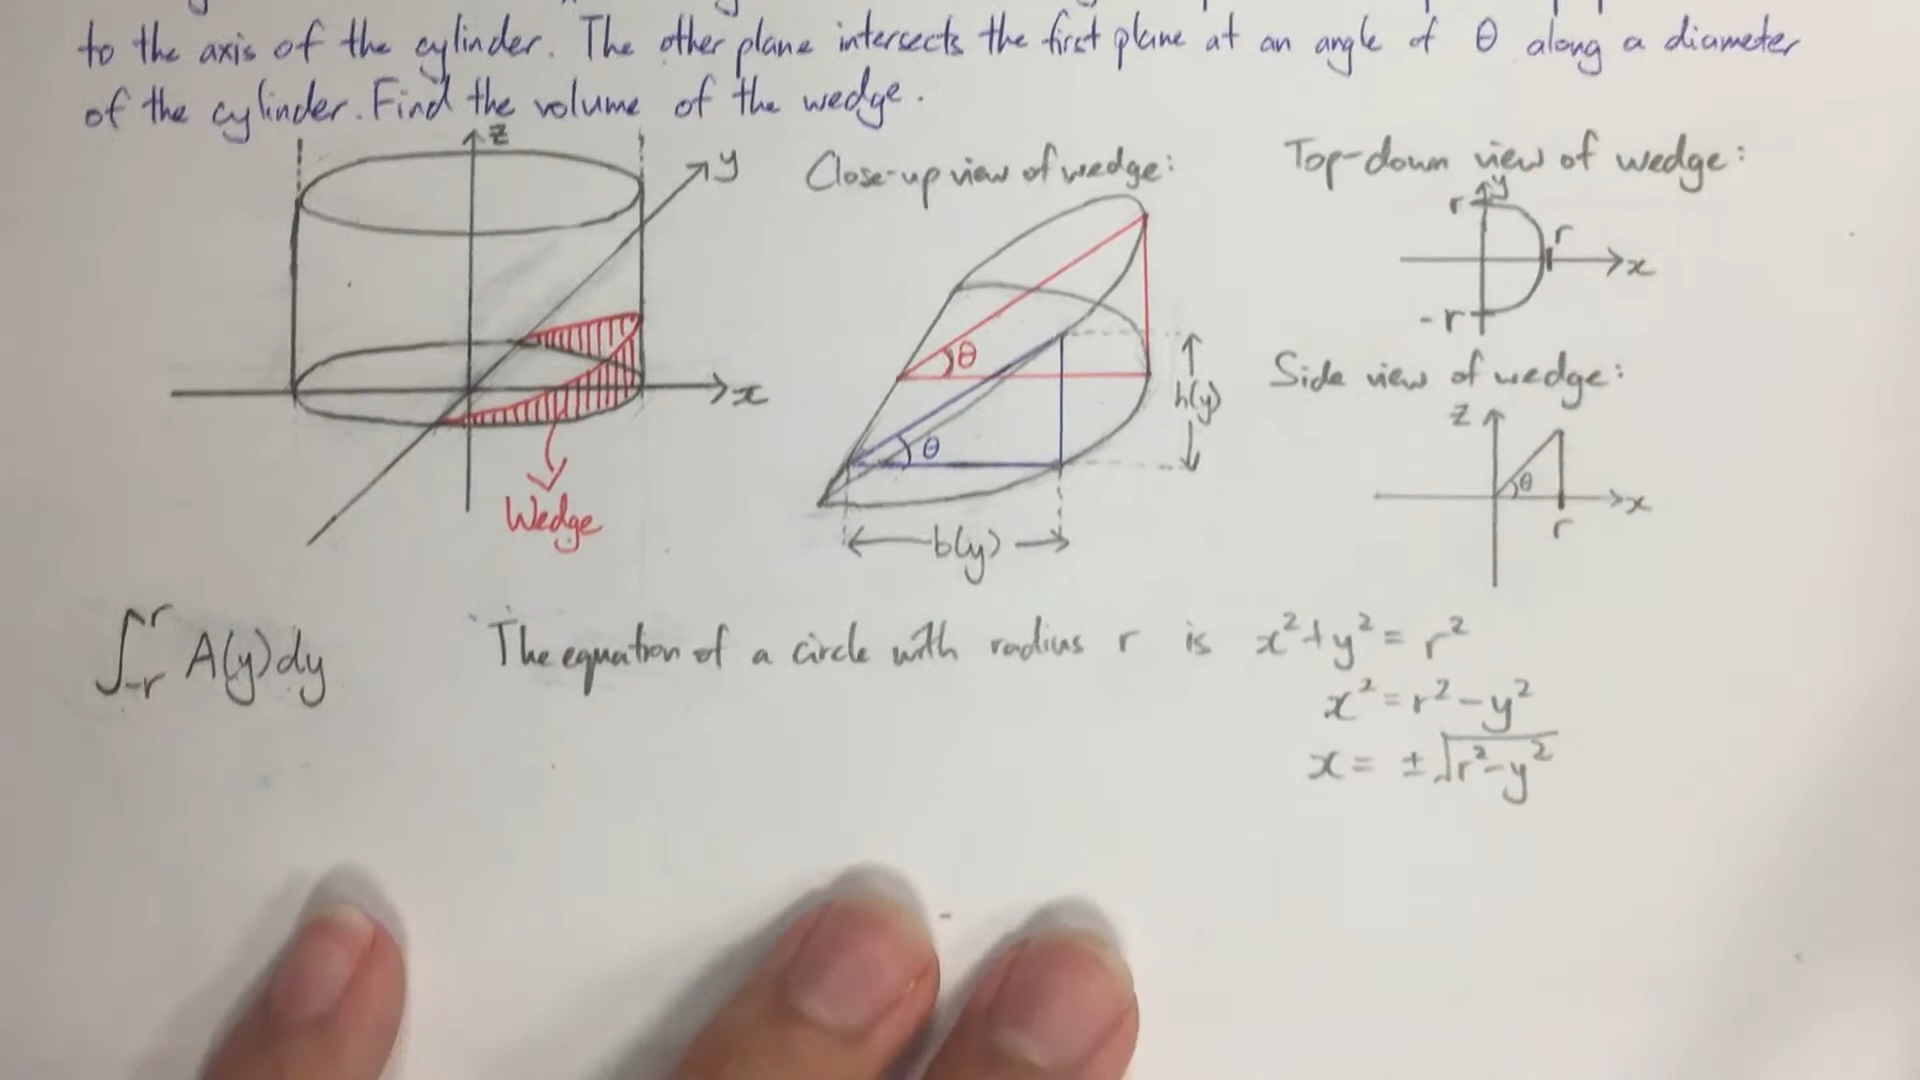 to the axis of the cylinder. The other plane intersects the first plane at an angle of θ along a diameter
of the cylinder. Find the volume of the wedge.
z
y
x
Wedge
Close-up view of wedge:
θ
θ
h(y)
b(y)
Top-down view of wedge:
y
r
r
x
-r
Side view of wedge:
z
θ
x
r
∫_{-r}^{r} A(y)dy
The equation of a circle with radius r is x²+y²=r²
x²=r²-y²
x=±√(r²-y²)